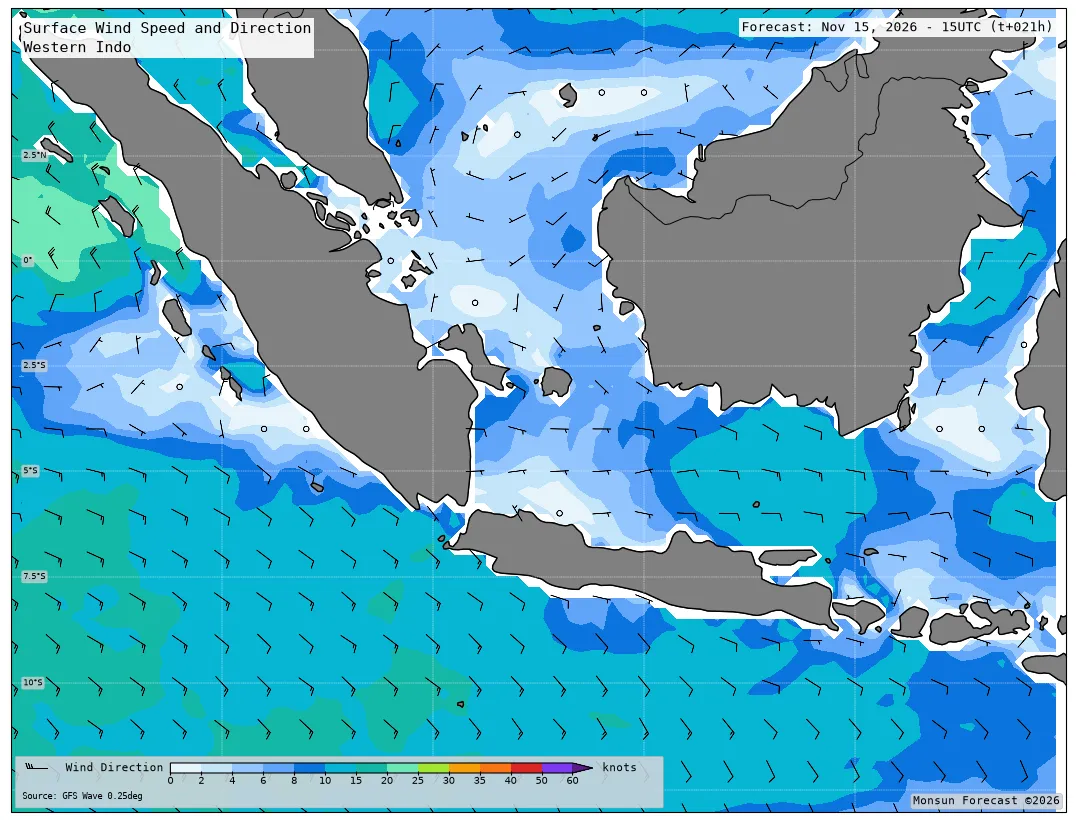 Surface Wind Speed and Direction
Western Indo
Forecast: Nov 15, 2026 - 15UTC (t+021h)
2.5°N
0°
2.5°S
5°S
7.5°S
10°S
Wind Direction
0 2 4 6 8 10 15 20 25 30 35 40 50 60
knots
Source: GFS Wave 0.25deg
Monsun Forecast ©2026